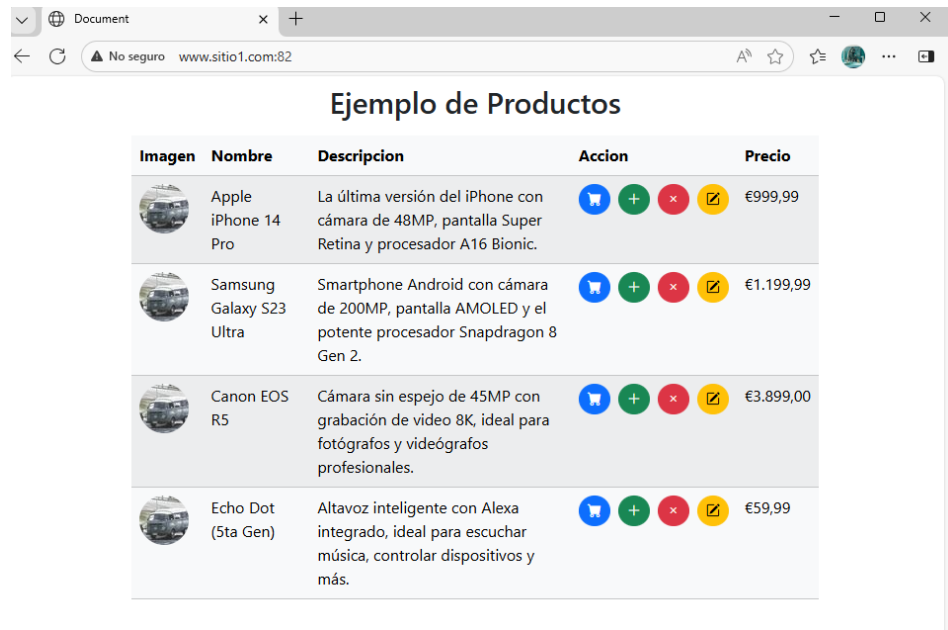 Document
No seguro www.sitio1.com:82
Ejemplo de Productos
Imagen Nombre Descripcion Accion Precio
Apple La última versión del iPhone con €999,99
iPhone 14 cámara de 48MP, pantalla Super
Pro Retina y procesador A16 Bionic.
Samsung Smartphone Android con cámara €1.199,99
Galaxy S23 de 200MP, pantalla AMOLED y el
Ultra potente procesador Snapdragon 8
Gen 2.
Canon EOS Cámara sin espejo de 45MP con €3.899,00
R5 grabación de video 8K, ideal para
fotógrafos y videógrafos
profesionales.
Echo Dot Altavoz inteligente con Alexa €59,99
(5ta Gen) integrado, ideal para escuchar
música, controlar dispositivos y
más.